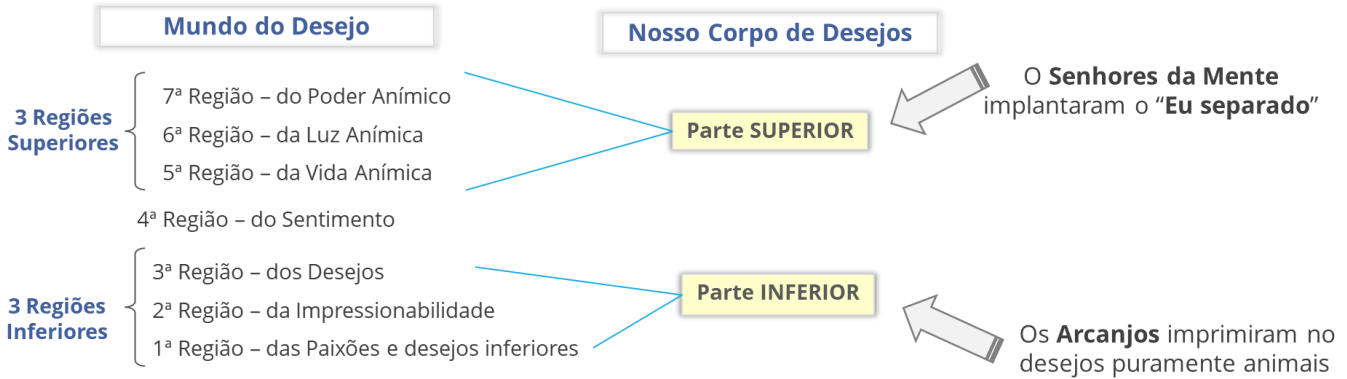 Mundo do Desejo
Nosso Corpo de Desejos
3 Regiões
Superiores
7ª Região – do Poder Anímico
6ª Região – da Luz Anímica
5ª Região – da Vida Anímica
4ª Região – do Sentimento
3 Regiões
Inferiores
3ª Região – dos Desejos
2ª Região – da Impressionabilidade
1ª Região – das Paixões e desejos inferiores
Parte SUPERIOR
Parte INFERIOR
O Senhores da Mente
implantaram o “Eu separado”
Os Arcanjos imprimiram no
desejos puramente animais